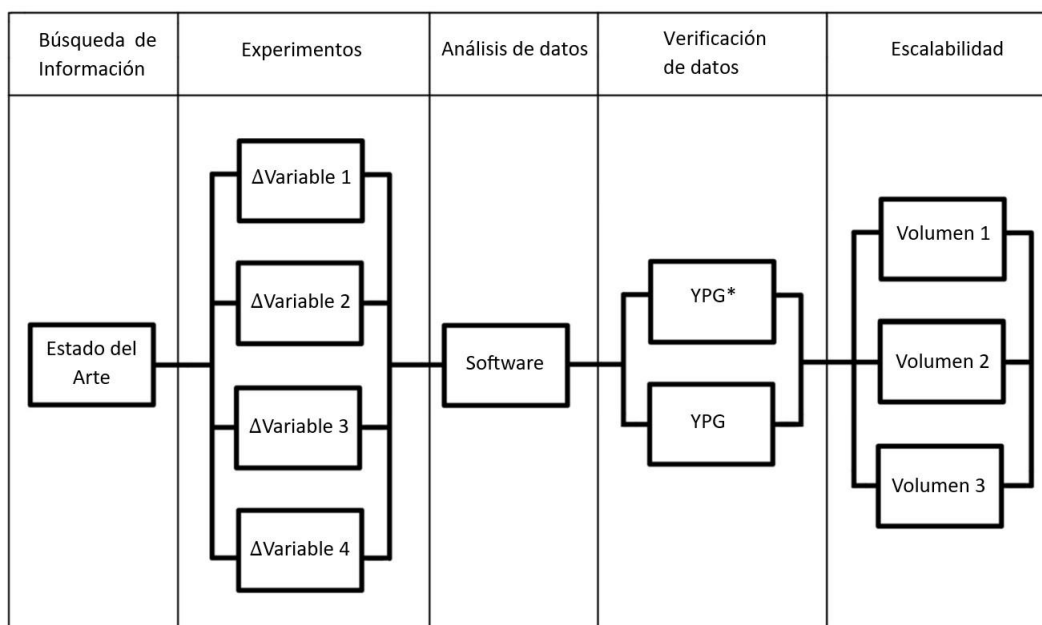 Búsqueda de
Información
Experimentos
Análisis de datos
Verificación
de datos
Escalabilidad
Estado del
Arte
ΔVariable 1
ΔVariable 2
ΔVariable 3
ΔVariable 4
Software
YPG*
YPG
Volumen 1
Volumen 2
Volumen 3